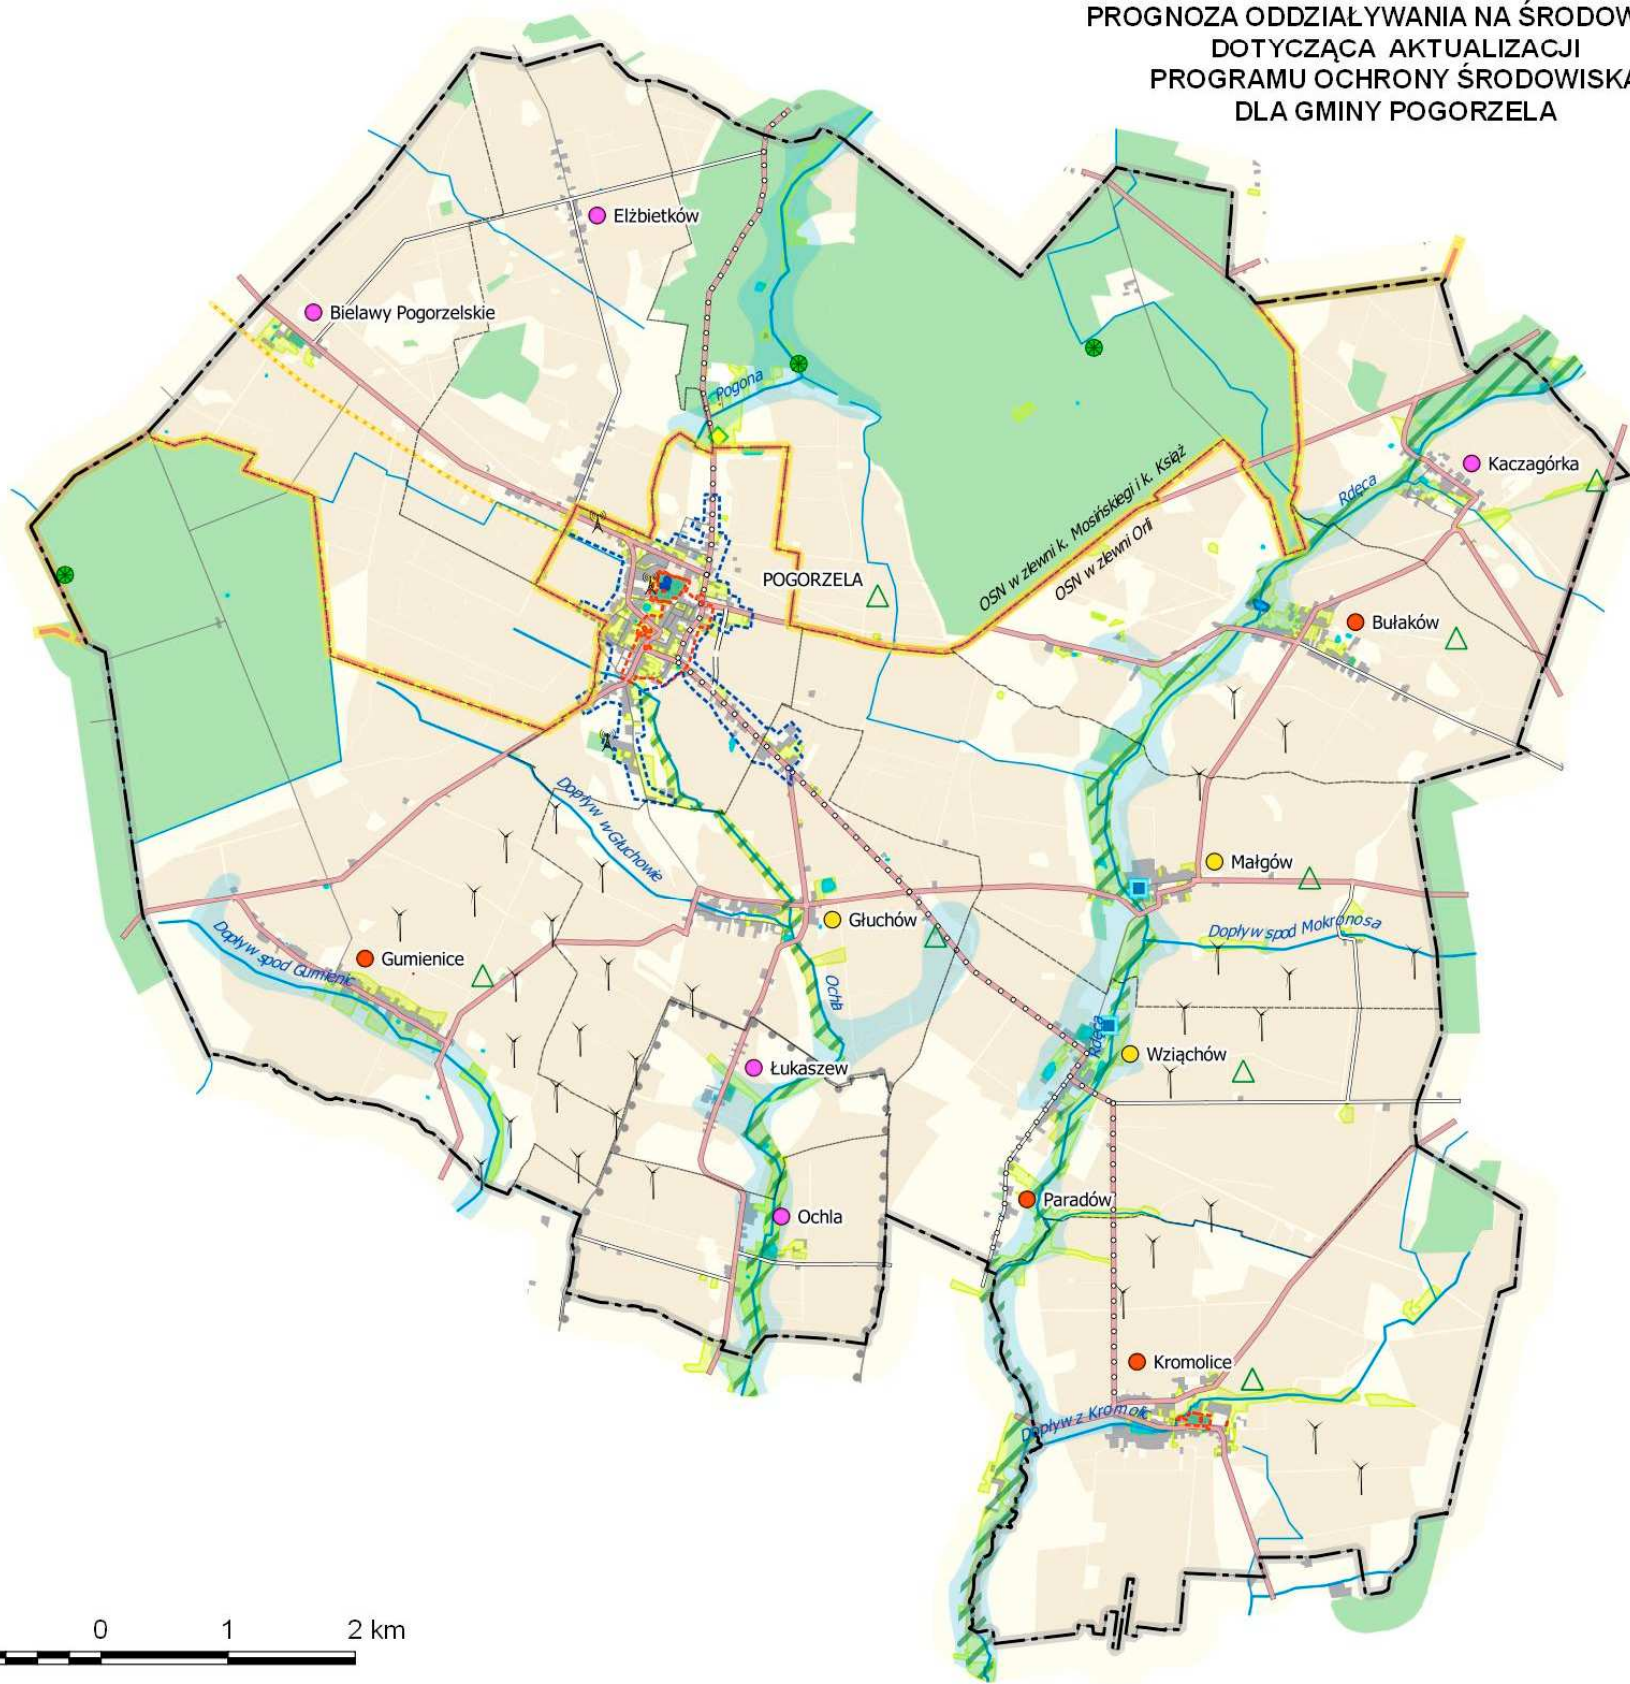 PROGNOZA ODDZIAŁYWANIA NA ŚRODOW
DOTYCZĄCA AKTUALIZACJI
PROGRAMU OCHRONY ŚRODOWISKA
DLA GMINY POGORZELA
Elżbietków
Bielawy Pogorzelskie
Pogona
Kaczagórka
Rdęca
OSN w zlewni k. Mosińskiegi i k. Książ
OSN w zlewni Orli
POGORZELA
Bułaków
Dopływ w Głuchowie
Małgów
Głuchów
Dopływ spod Mokronosa
Dopływ spod Gumienic
Gumienice
Ochla
Rdęca
Wziąchów
Łukaszew
Paradów
Ochla
Kromolice
Dopływ z Kromolic
0 1 2 km